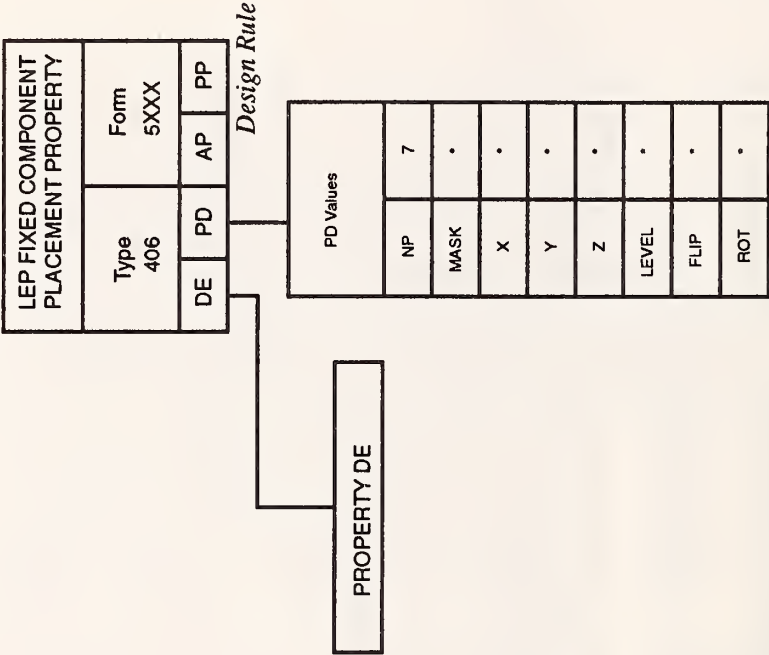 LEP FIXED COMPONENT
PLACEMENT PROPERTY
Type
406
Form
5XXX
DE PD AP PP
Design Rule
PROPERTY DE
PD Values
NP 7
MASK *
X *
Y *
Z *
LEVEL *
FLIP *
ROT *